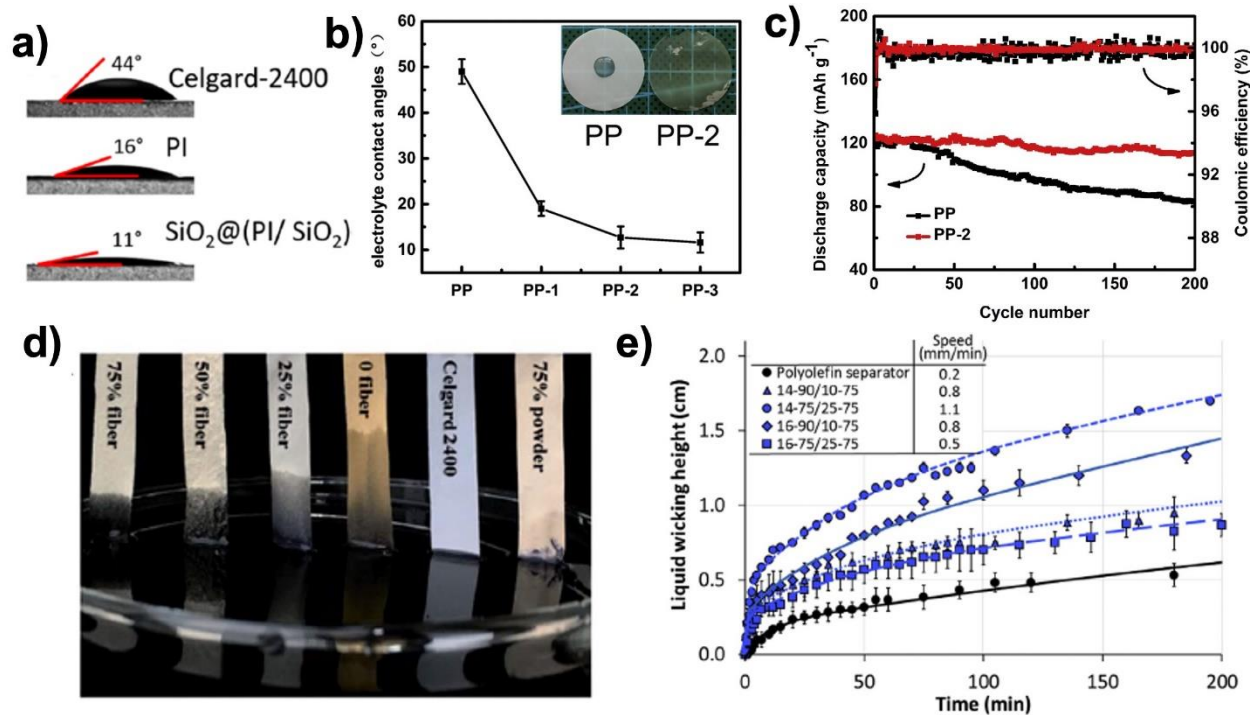 a)
44°
Celgard-2400
16°
PI
11°
SiO₂@(PI/ SiO₂)
b)
electrolyte contact angles (°)
50
40
30
20
10
PP
PP-1
PP-2
PP-3
PP
PP-2
c)
Discharge capacity (mAh g⁻¹)
200
160
120
80
40
100
96
92
88
Coulomic efficiency (%)
PP
PP-2
0
50
100
150
200
Cycle number
d)
75% fiber
50% fiber
25% fiber
0 fiber
Celgard 2400
75% powder
e)
Liquid wicking height (cm)
2.0
1.5
1.0
0.5
0.0
Speed
(mm/min)
Polyolefin separator 0.2
14-90/10-75 0.8
14-75/25-75 1.1
16-90/10-75 0.8
16-75/25-75 0.5
0
50
100
150
200
Time (min)